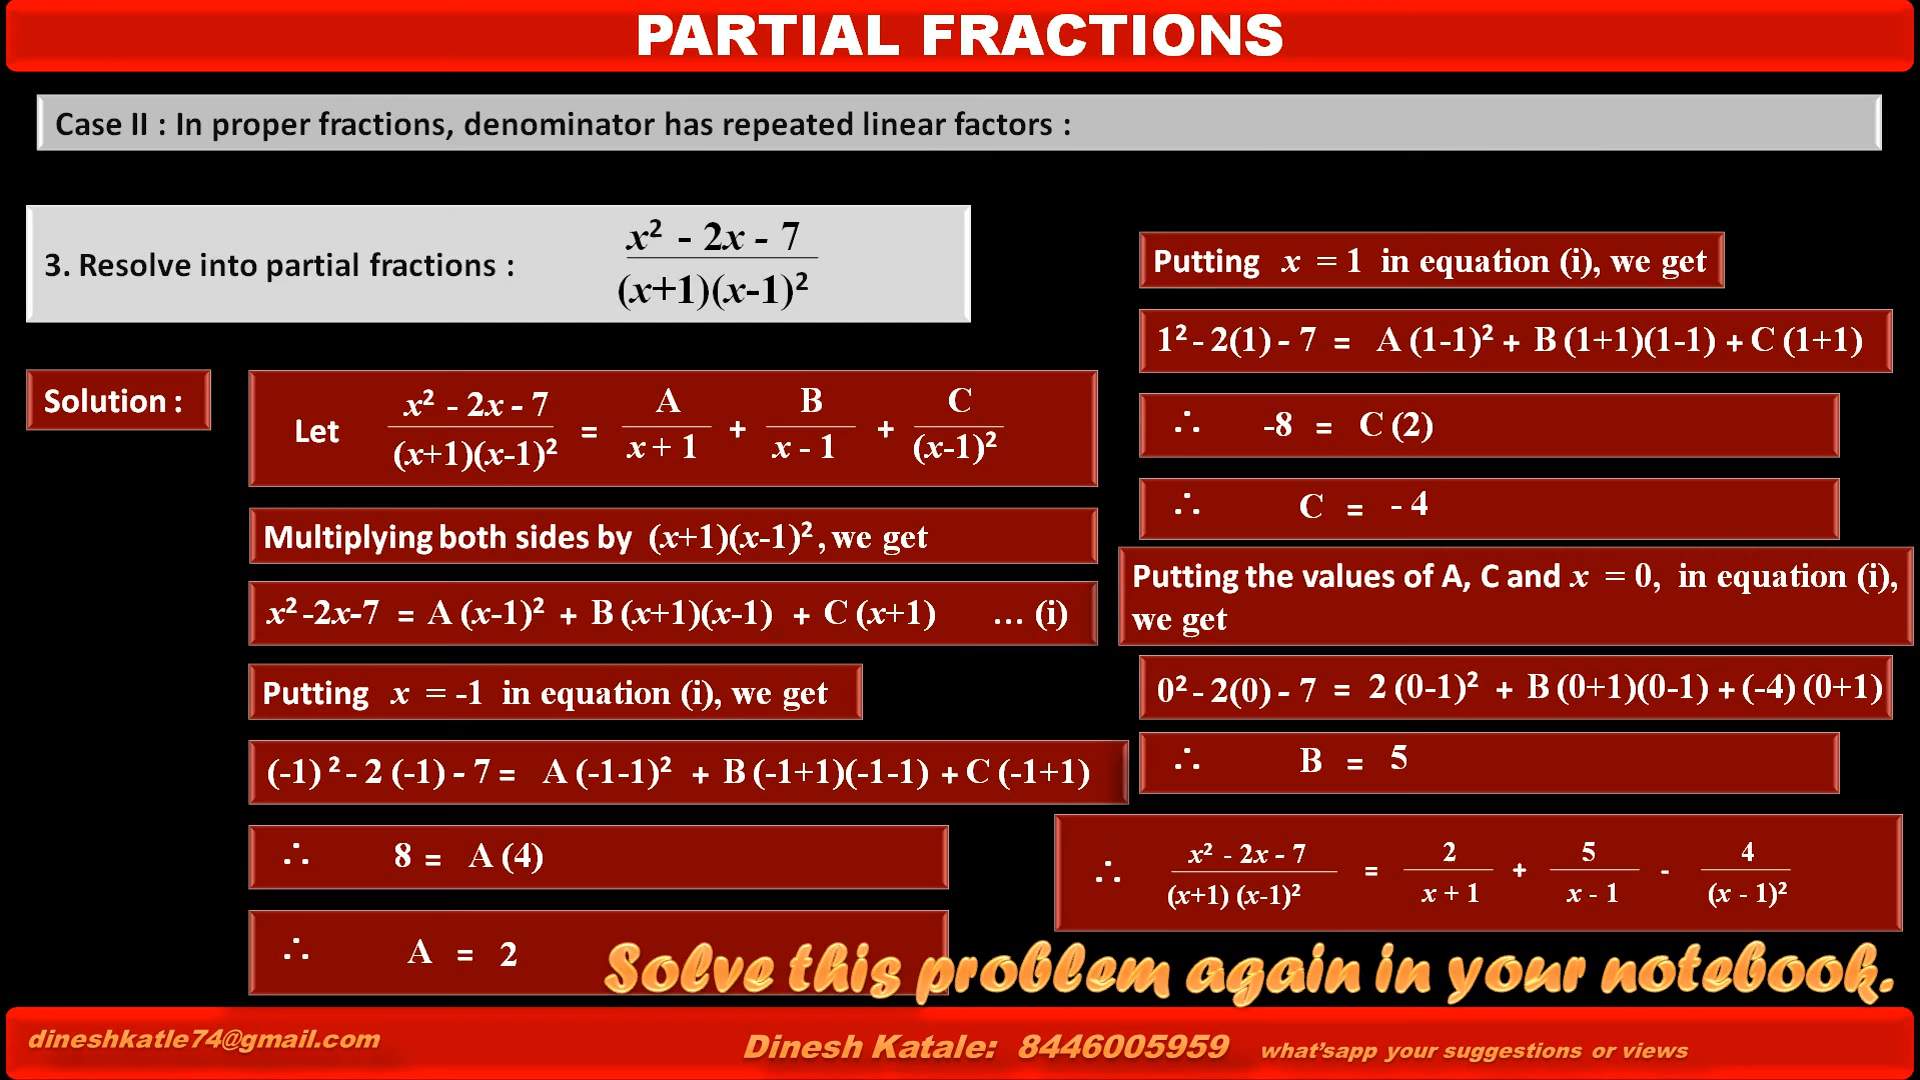 PARTIAL FRACTIONS
Case II : In proper fractions, denominator has repeated linear factors :
3. Resolve into partial fractions : x² - 2x - 7 / (x+1)(x-1)²
Solution :
Let x² - 2x - 7 / (x+1)(x-1)² = A / x + 1 + B / x - 1 + C / (x-1)²
Multiplying both sides by (x+1)(x-1)² , we get
x² -2x-7 = A (x-1)² + B (x+1)(x-1) + C (x+1) ... (i)
Putting x = -1 in equation (i), we get
(-1) ² - 2 (-1) - 7 = A (-1-1)² + B (-1+1)(-1-1) + C (-1+1)
∴ 8 = A (4)
∴ A = 2
Putting x = 1 in equation (i), we get
1² - 2(1) - 7 = A (1-1)² + B (1+1)(1-1) + C (1+1)
∴ -8 = C (2)
∴ C = - 4
Putting the values of A, C and x = 0, in equation (i),
we get
0² - 2(0) - 7 = 2 (0-1)² + B (0+1)(0-1) + (-4) (0+1)
∴ B = 5
∴ x² - 2x - 7 / (x+1) (x-1)² = 2 / x + 1 + 5 / x - 1 - 4 / (x - 1)²
Solve this problem again in your notebook.
dineshkatle74@gmail.com
Dinesh Katale: 8446005959 what'sapp your suggestions or views